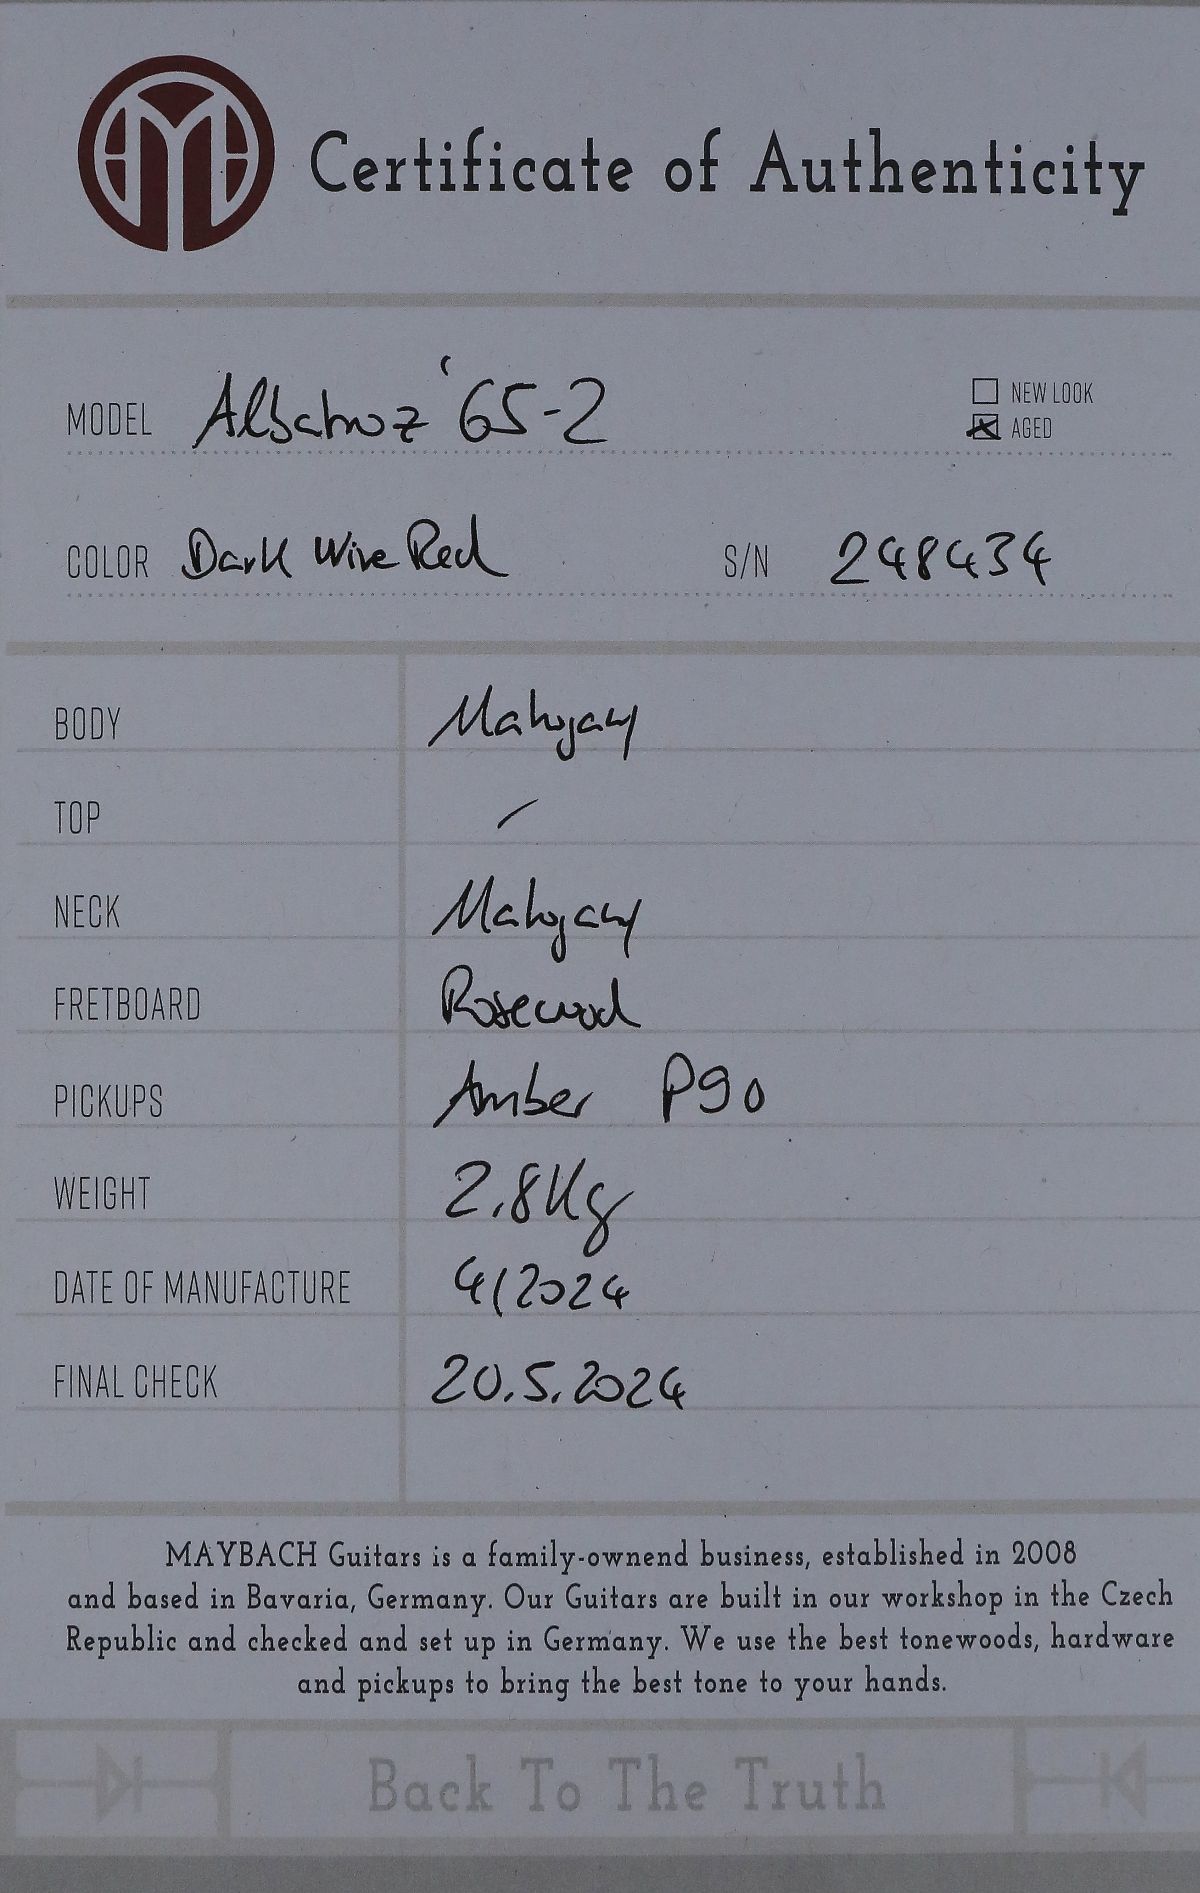 Certificate of Authenticity
MODEL Albatroz '65-2
NEW LOOK
AGED
COLOR Dark Wine Red S/N 248434
BODY Mahogany
TOP /
NECK Mahogany
FRETBOARD Rosewood
PICKUPS Amber P90
WEIGHT 2.8Kg
DATE OF MANUFACTURE 4/2024
FINAL CHECK 20.5.2024
MAYBACH Guitars is a family-ownend business, established in 2008
and based in Bavaria, Germany. Our Guitars are built in our workshop in the Czech
Republic and checked and set up in Germany. We use the best tonewoods, hardware
and pickups to bring the best tone to your hands.
Back To The Truth